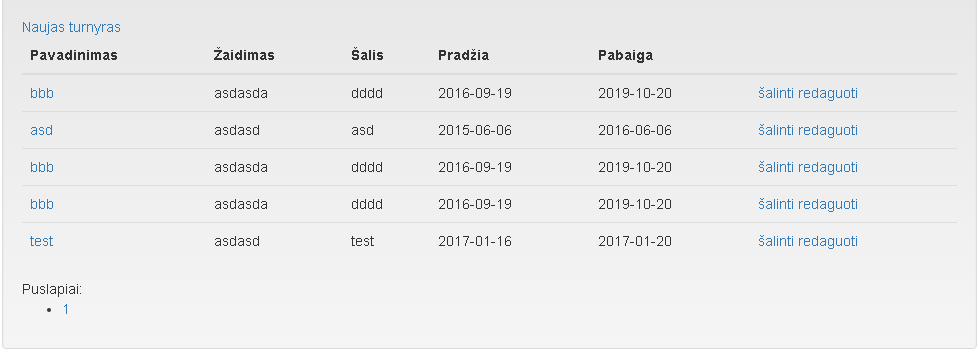 Naujas turnyras
Pavadinimas Žaidimas Šalis Pradžia Pabaiga
bbb asdasda dddd 2016-09-19 2019-10-20 šalinti redaguoti
asd asdasd asd 2015-06-06 2016-06-06 šalinti redaguoti
bbb asdasda dddd 2016-09-19 2019-10-20 šalinti redaguoti
bbb asdasda dddd 2016-09-19 2019-10-20 šalinti redaguoti
test asdasd test 2017-01-16 2017-01-20 šalinti redaguoti
Puslapiai:
• 1